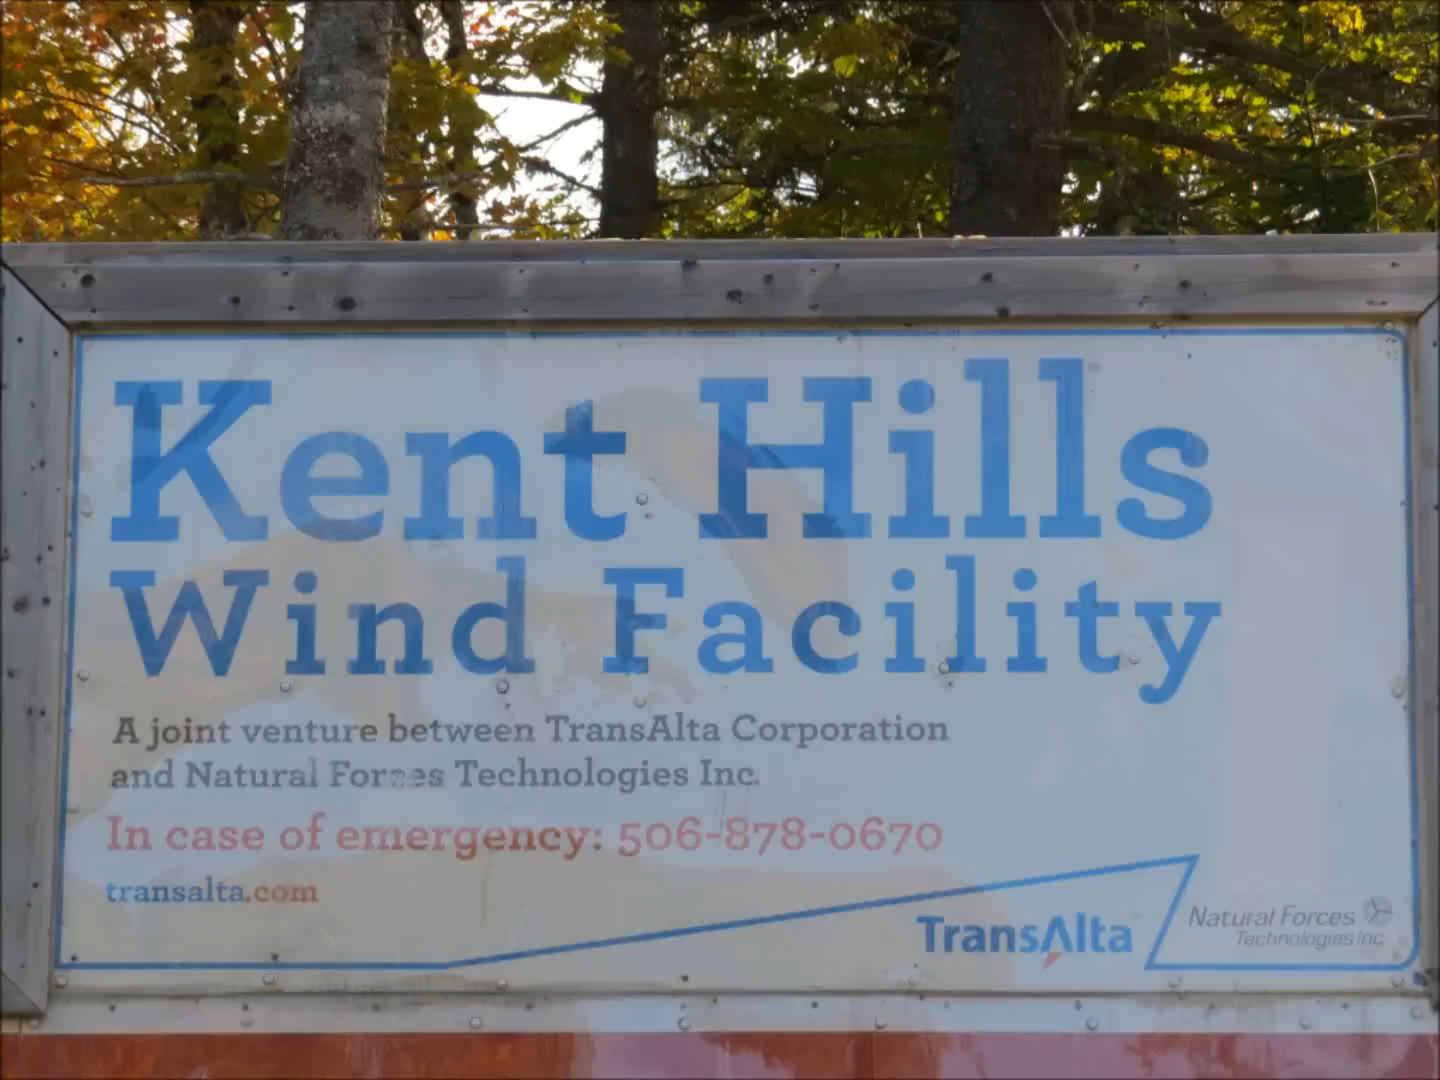 Kent Hills
Wind Facility
A joint venture between TransAlta Corporation
and Natural Forces Technologies Inc.
In case of emergency: 506-878-0670
transalta.com
TransAlta
Natural Forces
Technologies Inc